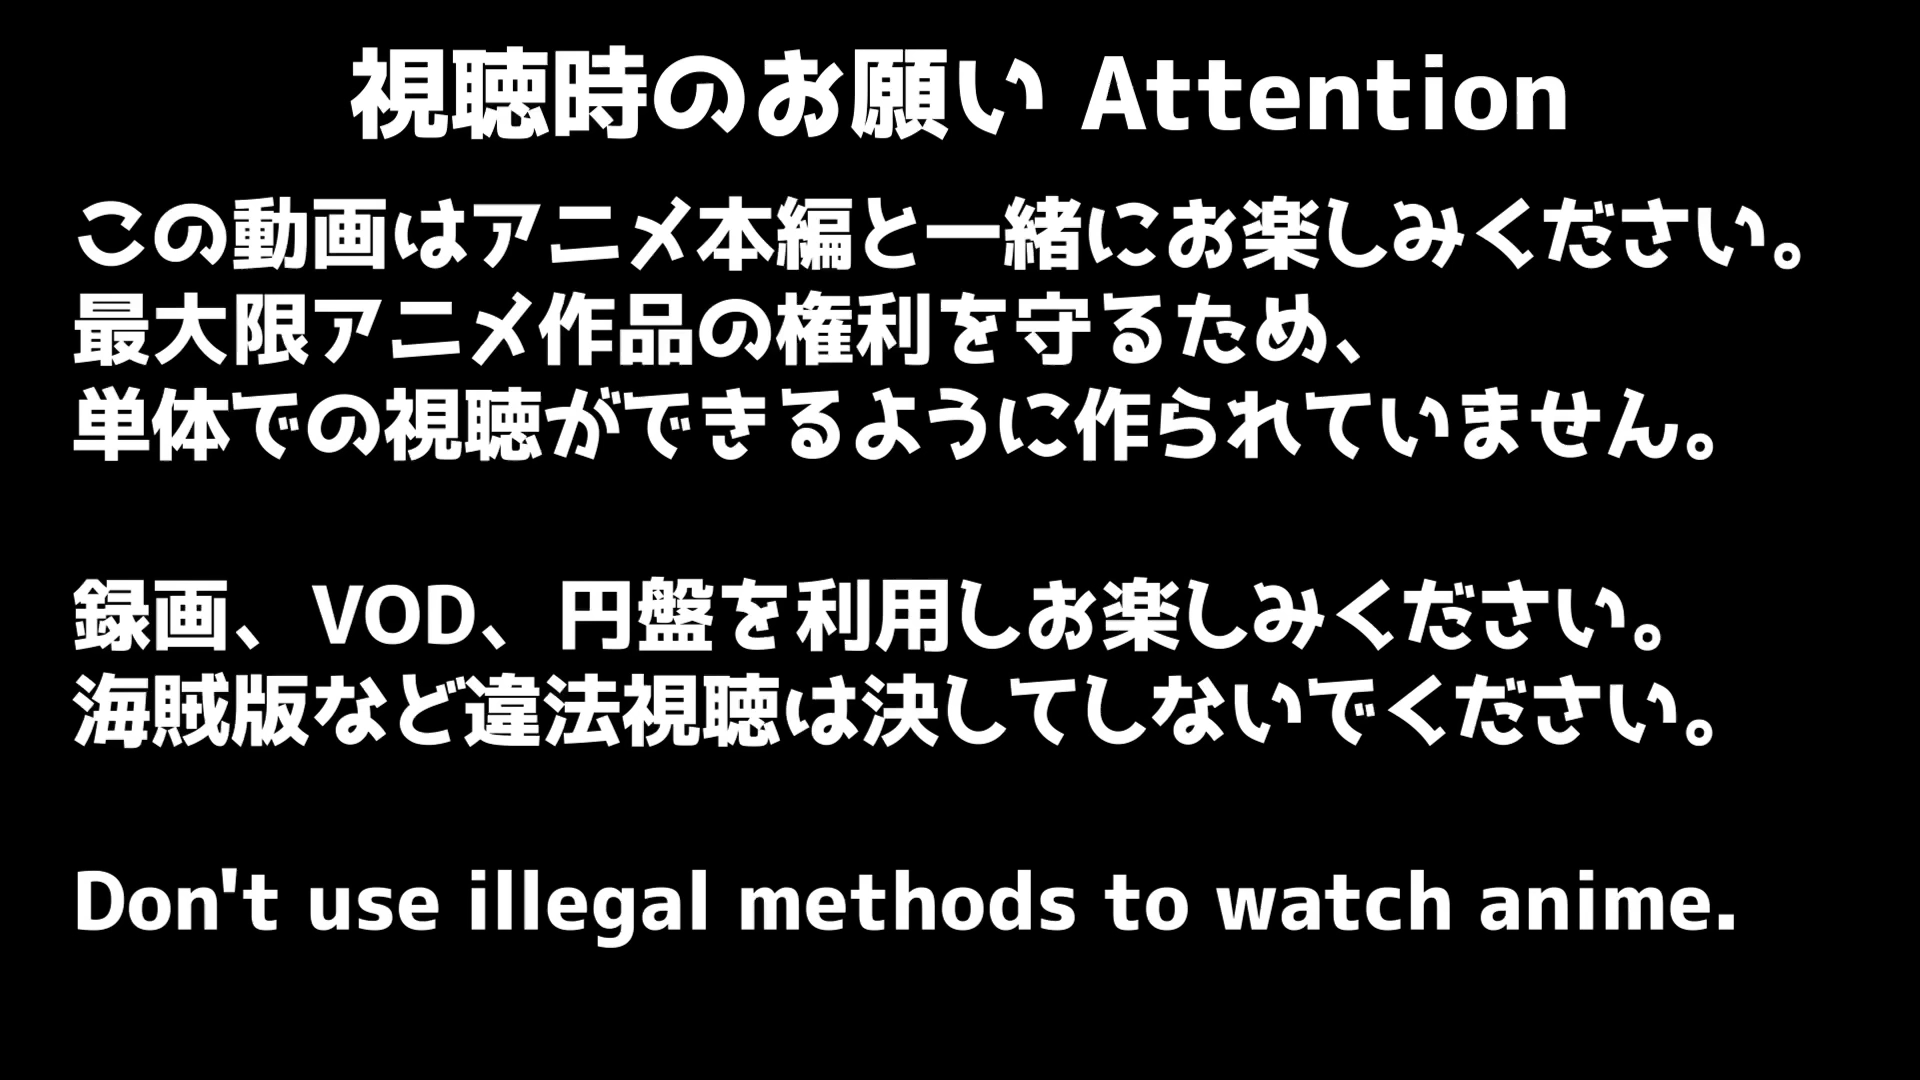 視聴時のお願い Attention
この動画はアニメ本編と一緒にお楽しみください。
最大限アニメ作品の権利を守るため、
単体での視聴ができるように作られていません。
録画、VOD、円盤を利用しお楽しみください。
海賊版など違法視聴は決してしないでください。
Don't use illegal methods to watch anime.